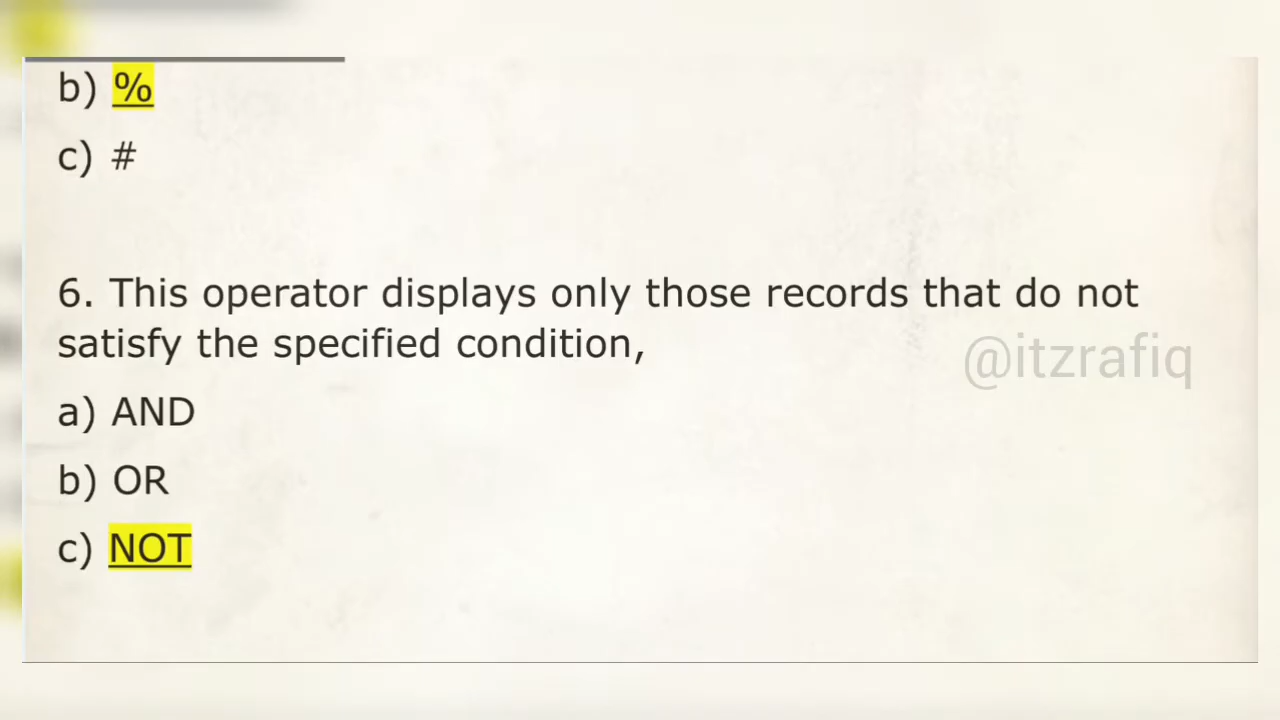 b) %
c) #
6. This operator displays only those records that do not
satisfy the specified condition,
@itzrafiq
a) AND
b) OR
c) NOT